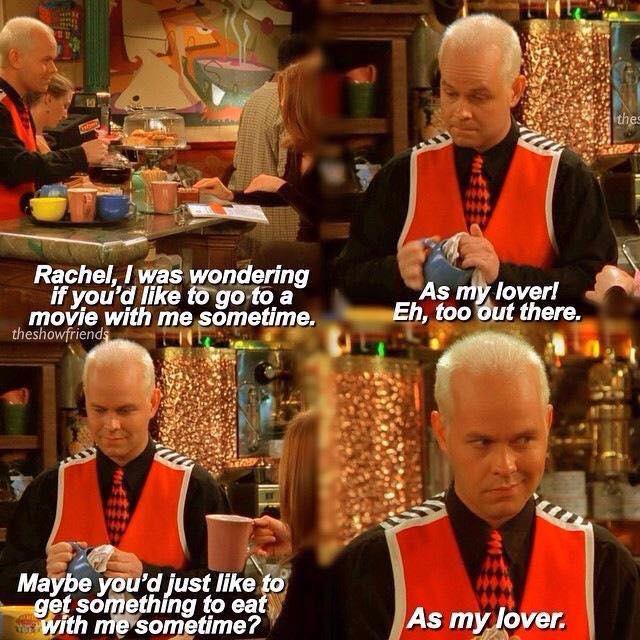 Rachel, I was wondering
if you'd like to go to a
movie with me sometime.
theshowfriends
thes
As my lover!
Eh, too out there.
Maybe you'd just like to
get something to eat
with me sometime?
As my lover.